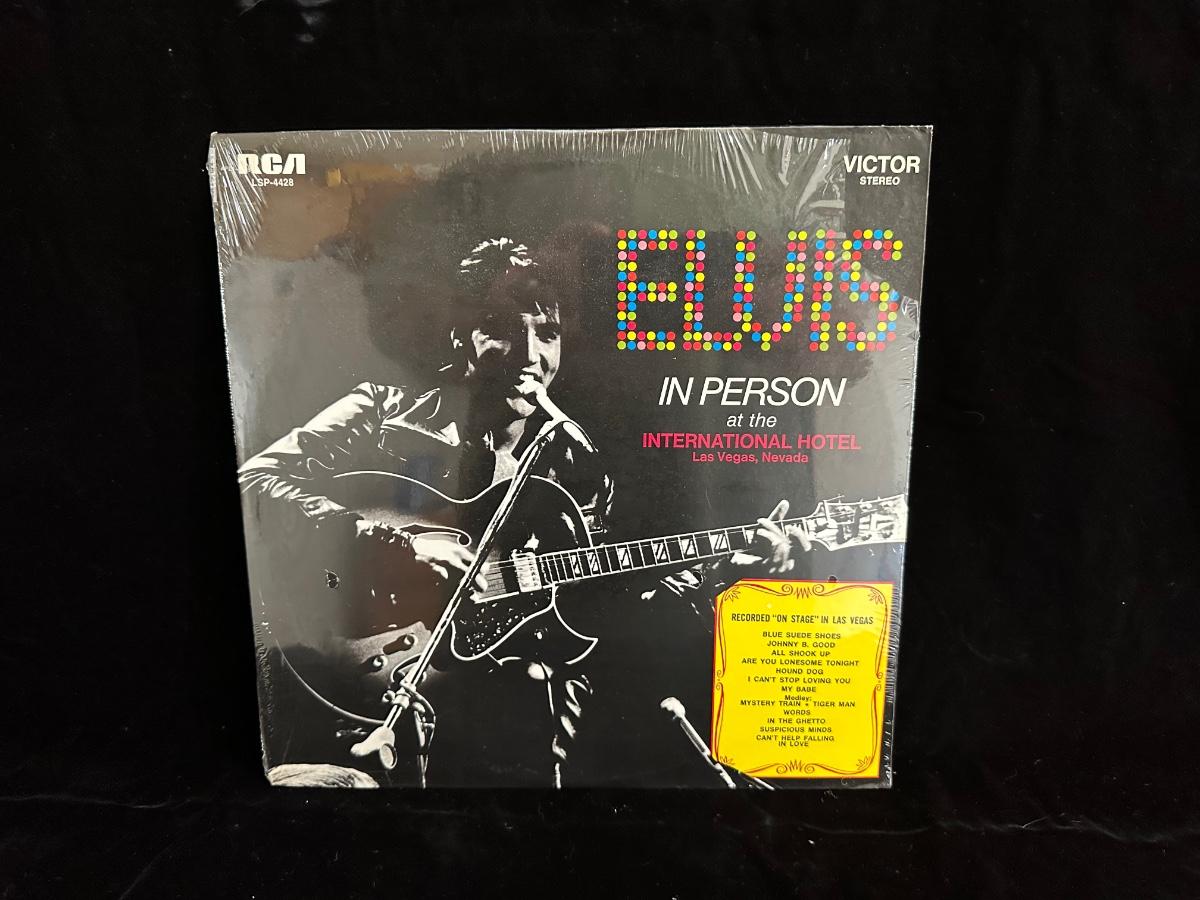 RCA
LSP-4428
VICTOR
STEREO
ELVIS
IN PERSON
at the
INTERNATIONAL HOTEL
Las Vegas, Nevada
RECORDED "ON STAGE" IN LAS VEGAS
BLUE SUEDE SHOES
JOHNNY B. GOOD
ALL SHOOK UP
ARE YOU LONESOME TONIGHT
HOUND DOG
I CAN'T STOP LOVING YOU
MY BABE
Medley:
MYSTERY TRAIN • TIGER MAN
WORDS
IN THE GHETTO
SUSPICIOUS MINDS
CAN'T HELP FALLING
IN LOVE